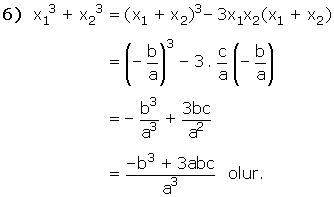 6) x₁³ + x₂³ = (x₁ + x₂)³ – 3x₁x₂(x₁ + x₂)
= (– b/a)³ – 3 . c/a (– b/a)
= – b³/a³ + 3bc/a²
= –b³ + 3abc/a³ olur.